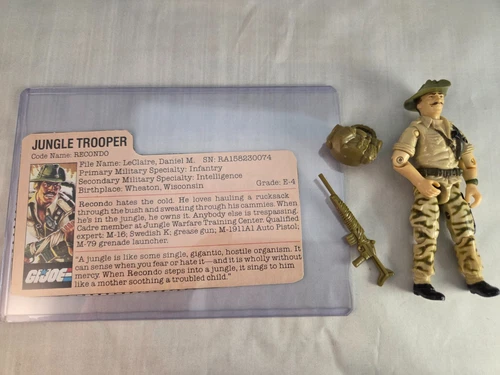 JUNGLE TROOPER
Code Name: RECONDO
File Name: LeClaire, Daniel M. SN: RA158230074
Primary Military Specialty: Infantry
Secondary Military Specialty: Intelligence
Birthplace: Wheaton, Wisconsin Grade: E-4
Recondo hates the cold. He loves hauling a rucksack
through the bush and sweating through his cammies. When
he's in the jungle, he owns it. Anybody else is trespassing.
Cadre member at Jungle Warfare Training Center. Qualified
expert: M-16; Swedish K; grease gun; M-1911A1 Auto Pistol;
M-79 grenade launcher.
"A jungle is like some single, gigantic, hostile organism. It
can sense when you fear or hate it—and it is wholly without
mercy. When Recondo steps into a jungle, it sings to him
like a mother soothing a troubled child."
G.I. JOE